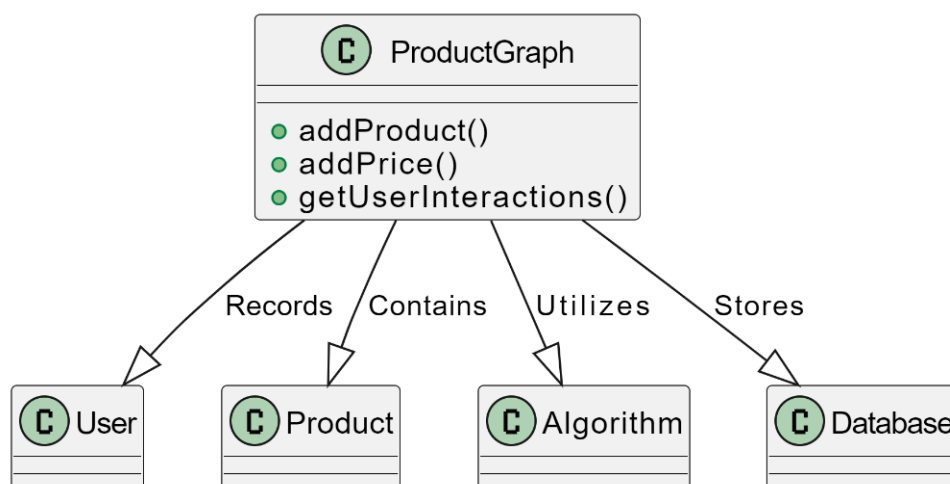 C ProductGraph
addProduct()
addPrice()
getUserInteractions()
Records Contains Utilizes Stores
C User C Product C Algorithm C Database